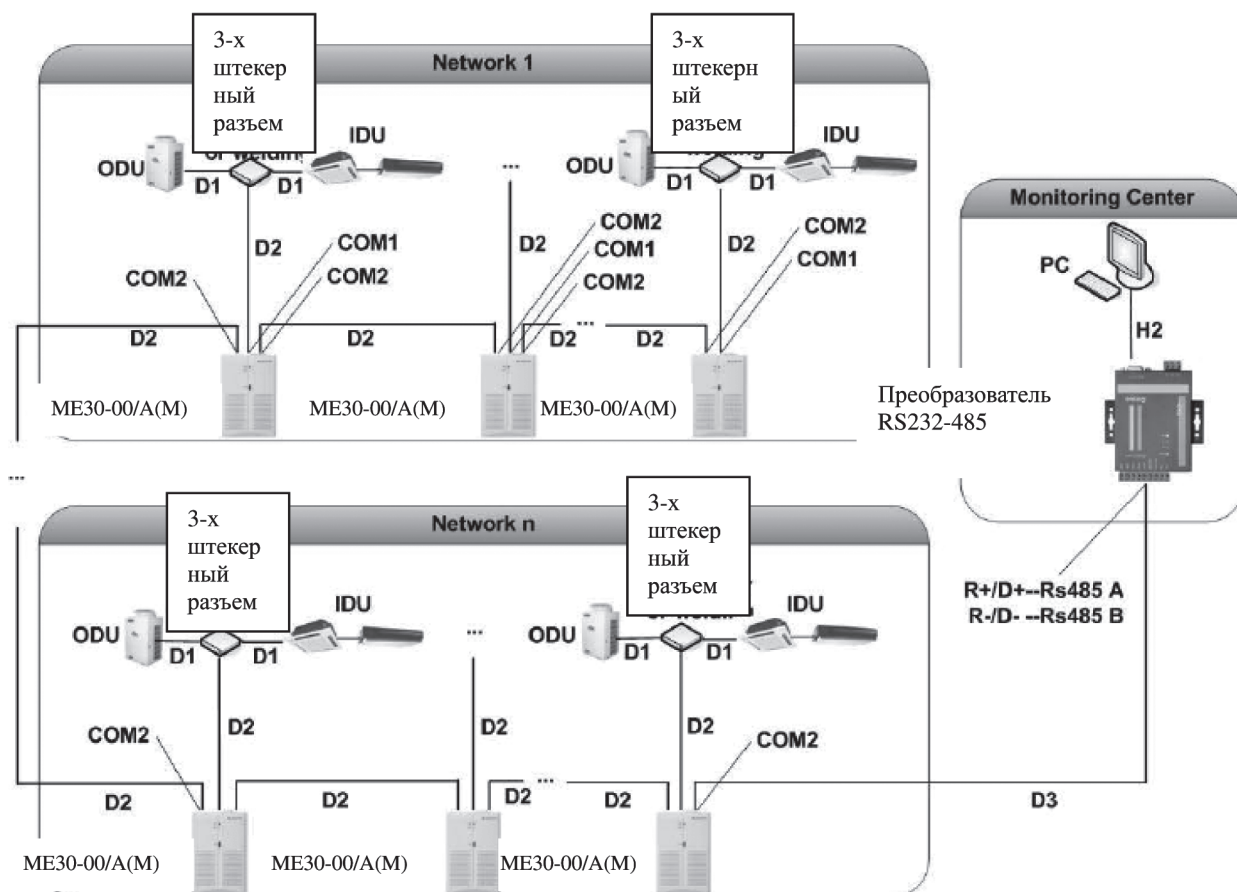 3-х
штекер
ный
разъем
3-х
штекерн
ый
разъем
Network 1
ODU
D1
D1
IDU
...
ODU
D1
D1
IDU
D2
COM1
COM2
COM2
D2
COM2
COM1
COM2
D2
COM2
COM1
D2
D2
D2
...
D2
ME30-00/A(M)
ME30-00/A(M)
ME30-00/A(M)
Monitoring Center
PC
H2
Преобразователь
RS232-485
R+/D+--Rs485 A
R-/D- --Rs485 B
...
3-х
штекер
ный
разъем
3-х
штекер
ный
разъем
Network n
ODU
D1
D1
IDU
...
ODU
D1
D1
IDU
COM2
D2
D2
D2
COM2
D2
D2
D2
...
D2
D3
ME30-00/A(M)
ME30-00/A(M)
ME30-00/A(M)